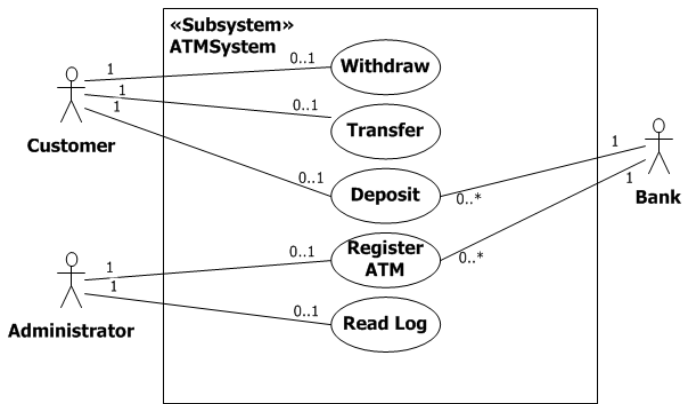 «Subsystem»
ATMSystem
1
0..1
Withdraw
1
0..1
Transfer
1
Customer
0..1
Deposit
0..*
1
1
Bank
1
0..1
Register
ATM
0..*
1
0..1
Read Log
Administrator